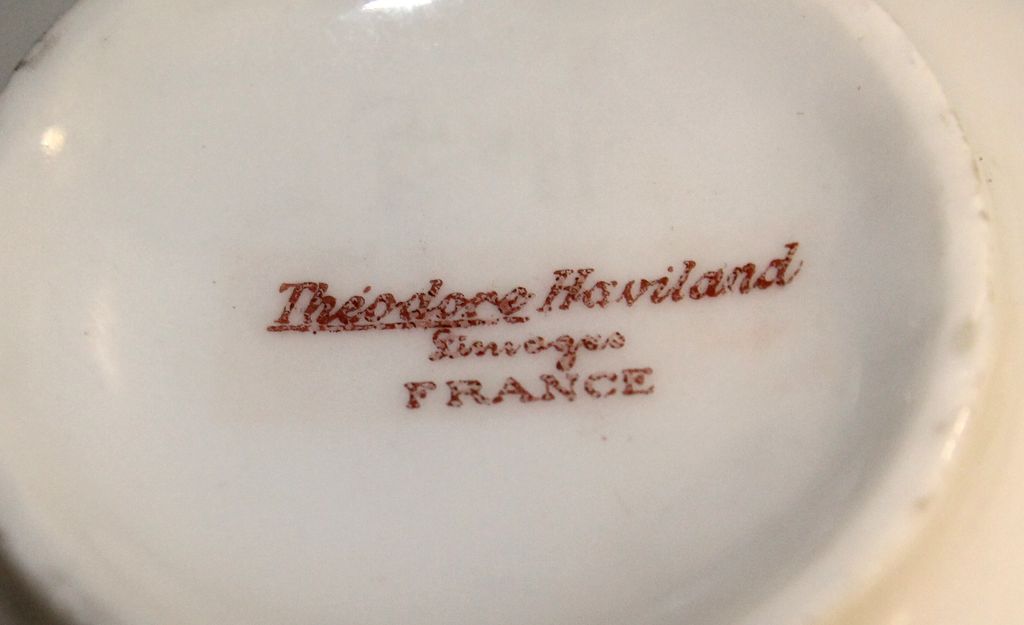 Théodore Haviland
Limoges
FRANCE